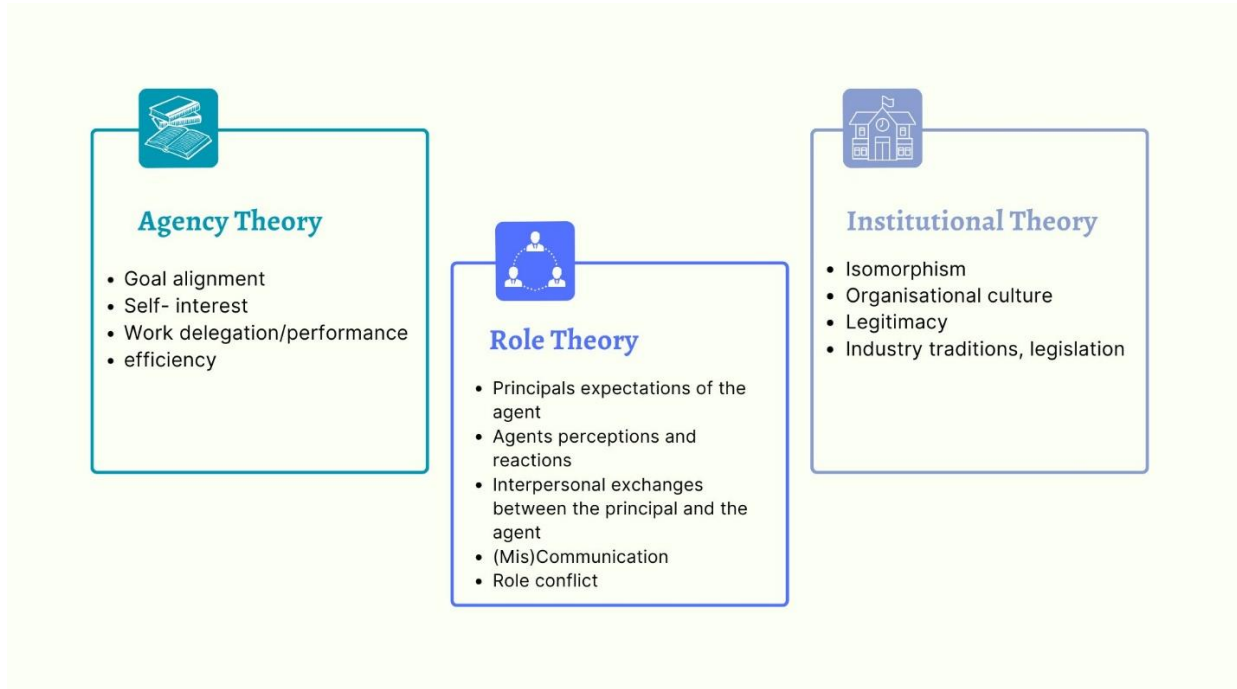 Agency Theory
• Goal alignment
• Self- interest
• Work delegation/performance
• efficiency
Role Theory
• Principals expectations of the
agent
• Agents perceptions and
reactions
• Interpersonal exchanges
between the principal and the
agent
• (Mis)Communication
• Role conflict
Institutional Theory
• Isomorphism
• Organisational culture
• Legitimacy
• Industry traditions, legislation